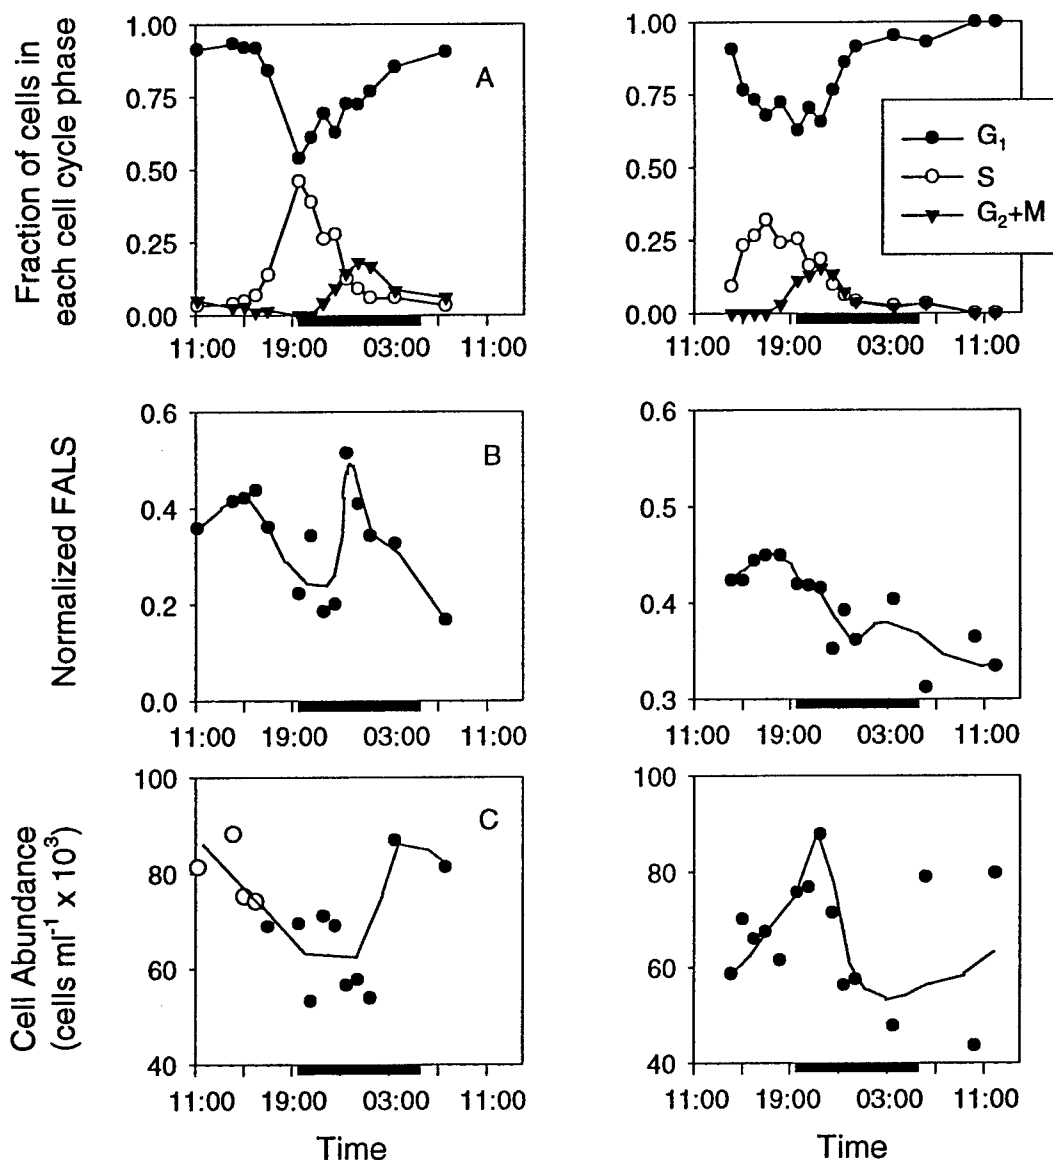 Fraction of cells in
each cell cycle phase
1.00
0.75
0.50
0.25
0.00
A
11:00 19:00 03:00 11:00
1.00
0.75
0.50
0.25
0.00
G1
S
G2+M
11:00 19:00 03:00 11:00
Normalized FALS
0.6
0.4
0.2
0.0
B
11:00 19:00 03:00 11:00
0.6
0.5
0.4
0.3
11:00 19:00 03:00 11:00
Cell Abundance
(cells ml-1 x 103)
100
80
60
40
C
11:00 19:00 03:00 11:00
Time
100
80
60
40
11:00 19:00 03:00 11:00
Time